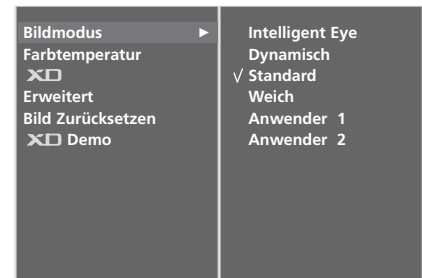 Bildmodus ►
Farbtemperatur
XD
Erweitert
Bild Zurücksetzen
XD Demo
Intelligent Eye
Dynamisch
√ Standard
Weich
Anwender 1
Anwender 2